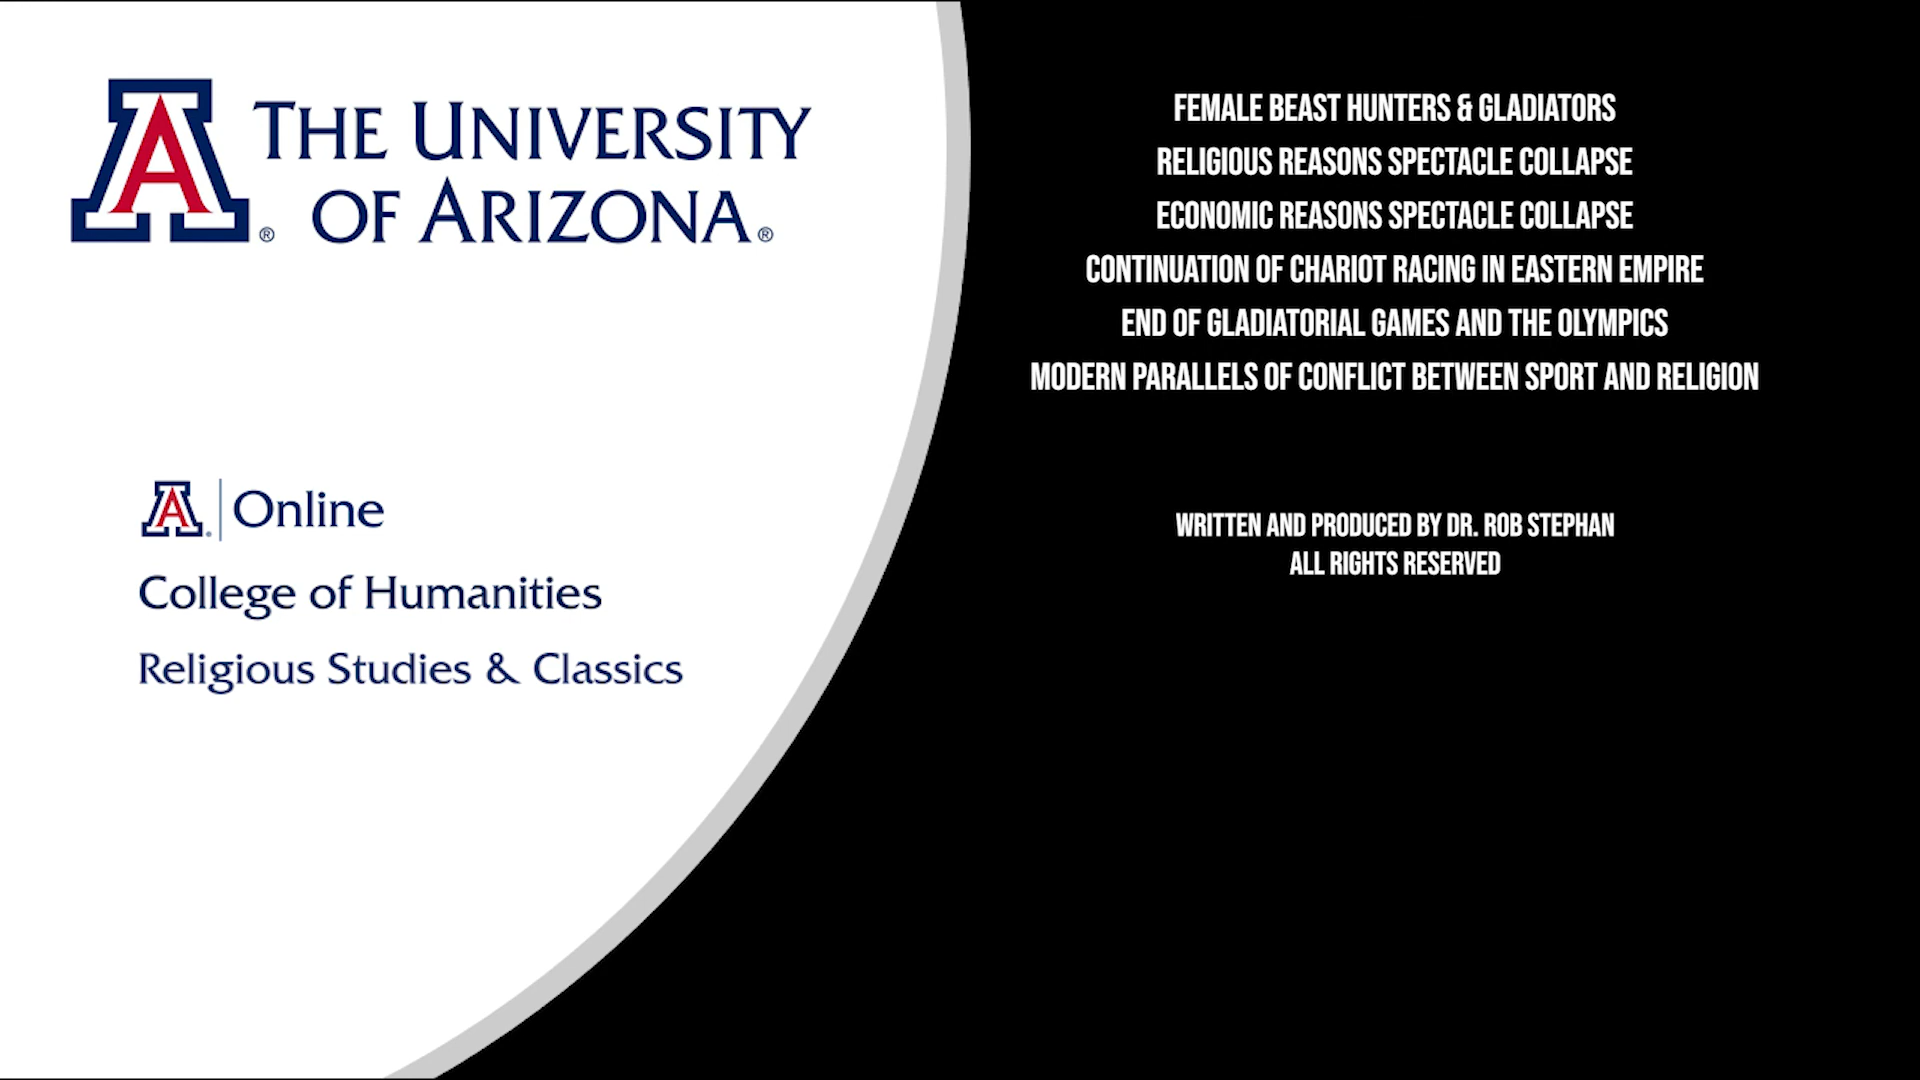 A® THE UNIVERSITY
OF ARIZONA®
A® Online
College of Humanities
Religious Studies & Classics
FEMALE BEAST HUNTERS & GLADIATORS
RELIGIOUS REASONS SPECTACLE COLLAPSE
ECONOMIC REASONS SPECTACLE COLLAPSE
CONTINUATION OF CHARIOT RACING IN EASTERN EMPIRE
END OF GLADIATORIAL GAMES AND THE OLYMPICS
MODERN PARALLELS OF CONFLICT BETWEEN SPORT AND RELIGION
WRITTEN AND PRODUCED BY DR. ROB STEPHAN
ALL RIGHTS RESERVED